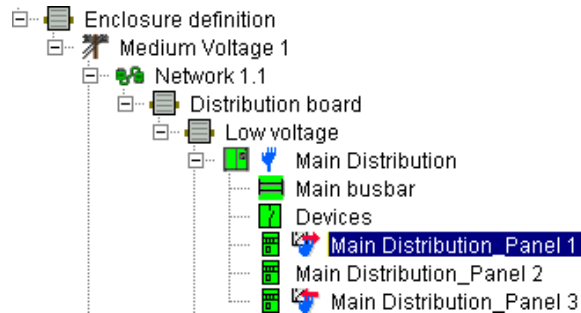 Enclosure definition
Medium Voltage 1
Network 1.1
Distribution board
Low voltage
Main Distribution
Main busbar
Devices
Main Distribution_Panel 1
Main Distribution_Panel 2
Main Distribution_Panel 3